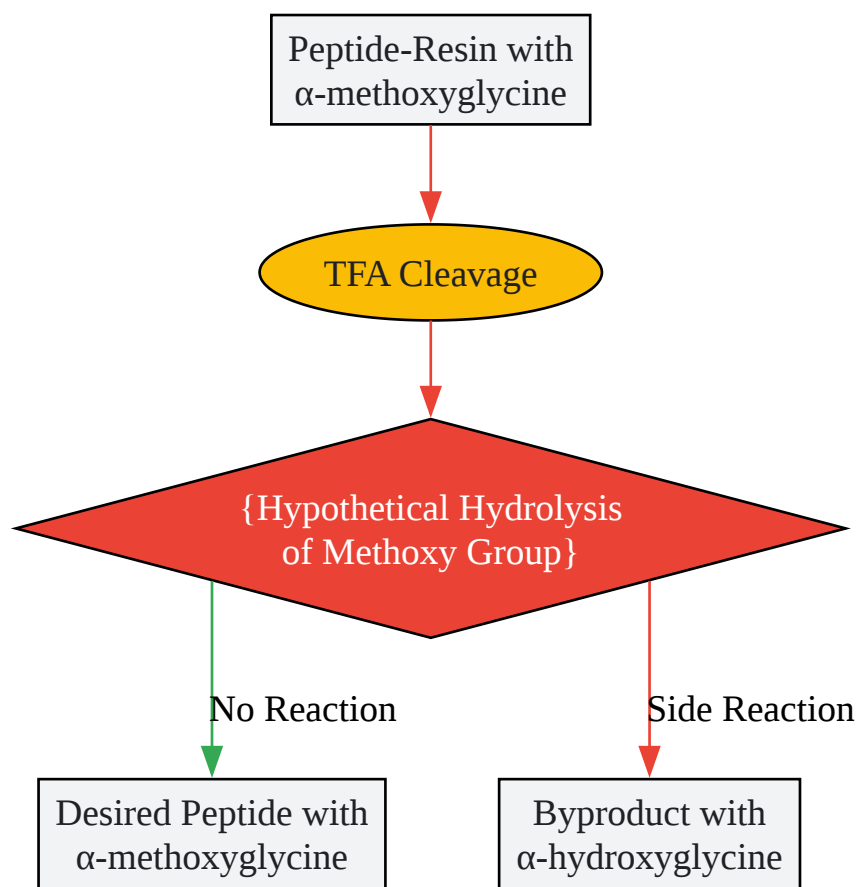 Peptide-Resin with
α-methoxyglycine
TFA Cleavage
{Hypothetical Hydrolysis
of Methoxy Group}
No Reaction
Side Reaction
Desired Peptide with
α-methoxyglycine
Byproduct with
α-hydroxyglycine